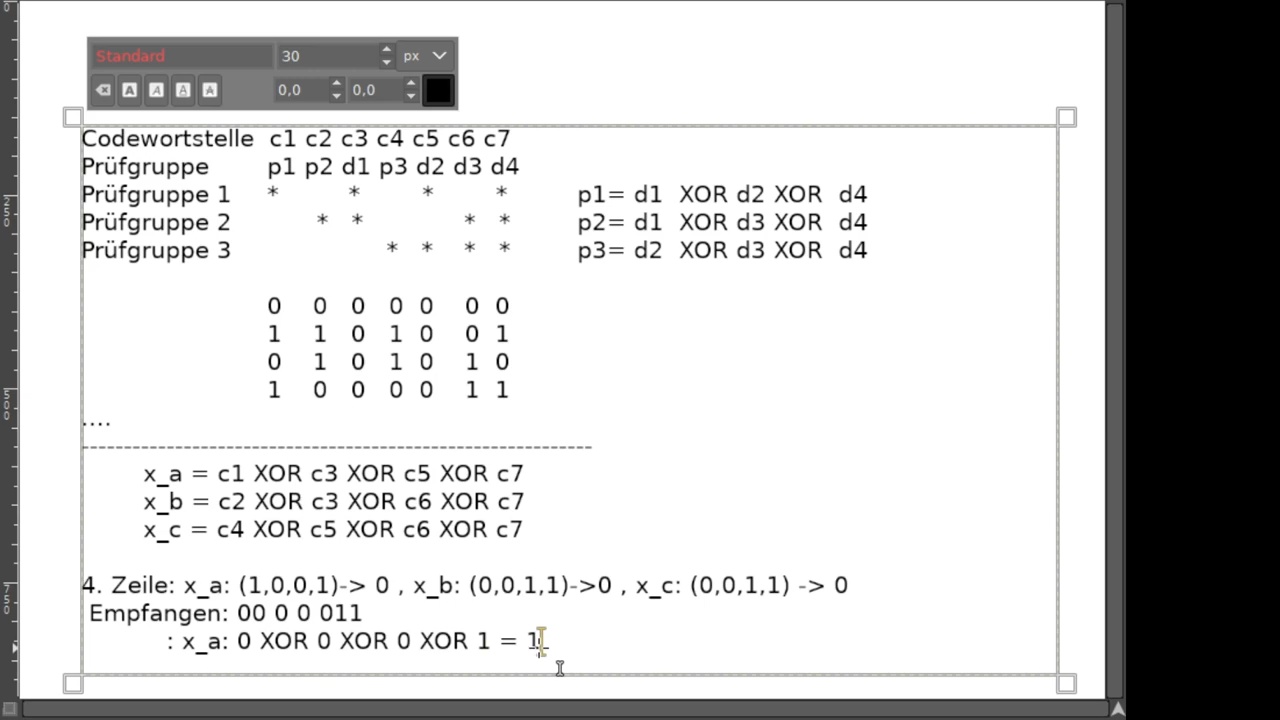 Standard 30 px
0,0 0,0
Codewortstelle c1 c2 c3 c4 c5 c6 c7
Prüfgruppe p1 p2 d1 p3 d2 d3 d4
Prüfgruppe 1 * * * * p1= d1 XOR d2 XOR d4
Prüfgruppe 2 * * * * p2= d1 XOR d3 XOR d4
Prüfgruppe 3 * * * * p3= d2 XOR d3 XOR d4
0 0 0 0 0 0 0
1 1 0 1 0 0 1
0 1 0 1 0 1 0
1 0 0 0 0 1 1
....
------------------------------------------------------------
x_a = c1 XOR c3 XOR c5 XOR c7
x_b = c2 XOR c3 XOR c6 XOR c7
x_c = c4 XOR c5 XOR c6 XOR c7
4. Zeile: x_a: (1,0,0,1)-> 0 , x_b: (0,0,1,1)->0 , x_c: (0,0,1,1) -> 0
Empfangen: 00 0 0 011
: x_a: 0 XOR 0 XOR 0 XOR 1 = 1